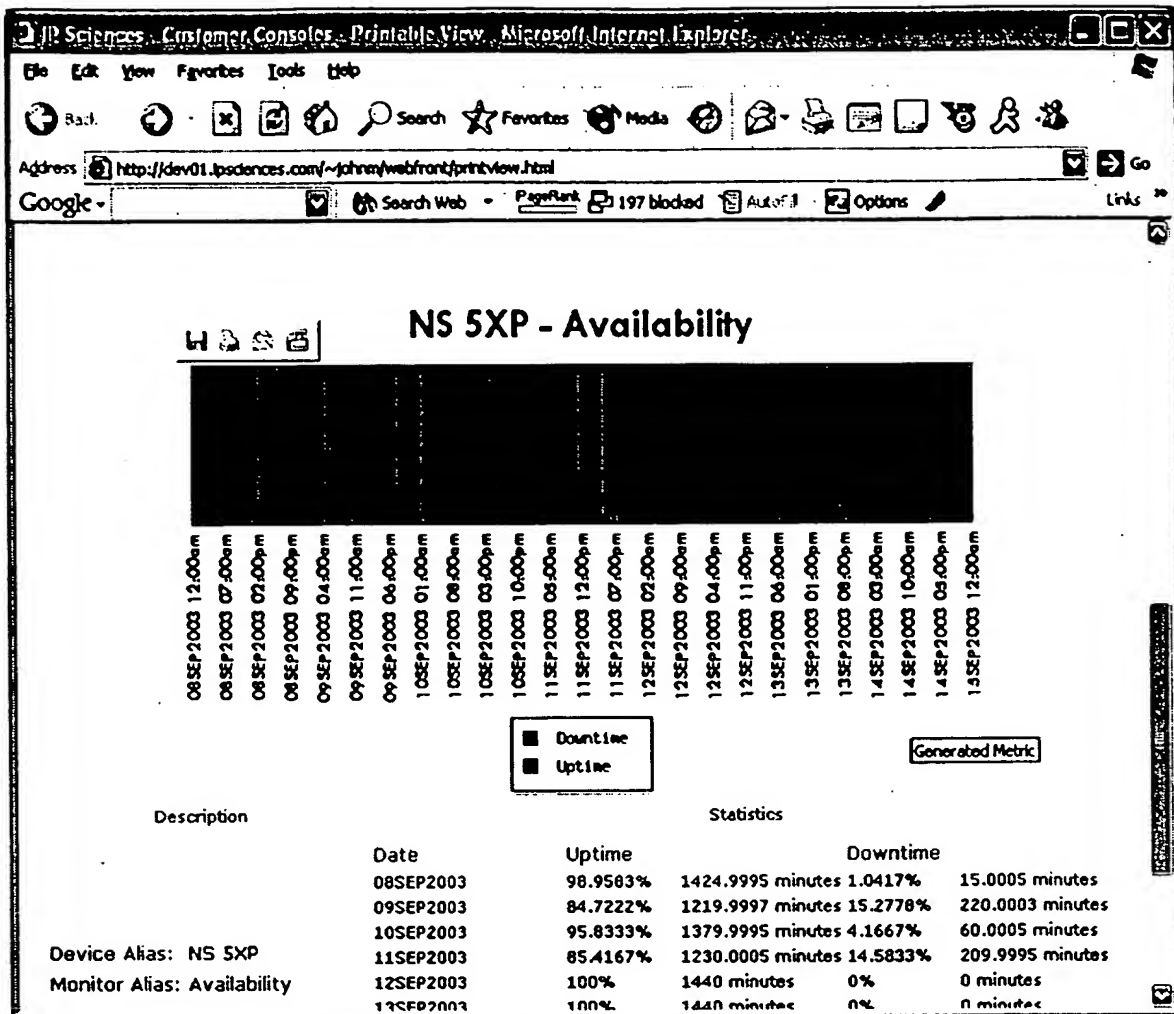 IP Sciences - Customer Consoles - Printable View - Microsoft Internet Explorer
File Edit View Favorites Tools Help
Back Search Favorites Media
Address http://dev01.ipsciences.com/~johnm/webfront/printview.html Go
Google Search Web PageRank 197 blocked AutoFill Options Links »
NS 5XP - Availability
08SEP2003 12:00am
08SEP2003 07:00am
08SEP2003 02:00pm
08SEP2003 09:00pm
09SEP2003 04:00am
09SEP2003 11:00am
09SEP2003 06:00pm
10SEP2003 01:00am
10SEP2003 08:00am
10SEP2003 03:00pm
10SEP2003 10:00pm
11SEP2003 05:00am
11SEP2003 12:00pm
11SEP2003 07:00pm
12SEP2003 02:00am
12SEP2003 09:00am
12SEP2003 04:00pm
12SEP2003 11:00pm
13SEP2003 06:00am
13SEP2003 01:00pm
13SEP2003 08:00pm
14SEP2003 03:00am
14SEP2003 10:00am
14SEP2003 05:00pm
15SEP2003 12:00am
Downtime
Uptime
Generated Metric
Description Statistics
Date Uptime Downtime
08SEP2003 98.9583% 1424.9995 minutes 1.0417% 15.0005 minutes
09SEP2003 84.7222% 1219.9997 minutes 15.2778% 220.0003 minutes
10SEP2003 95.8333% 1379.9995 minutes 4.1667% 60.0005 minutes
Device Alias: NS 5XP 11SEP2003 85.4167% 1230.0005 minutes 14.5833% 209.9995 minutes
Monitor Alias: Availability 12SEP2003 100% 1440 minutes 0% 0 minutes
13SEP2003 100% 1440 minutes 0% 0 minutes